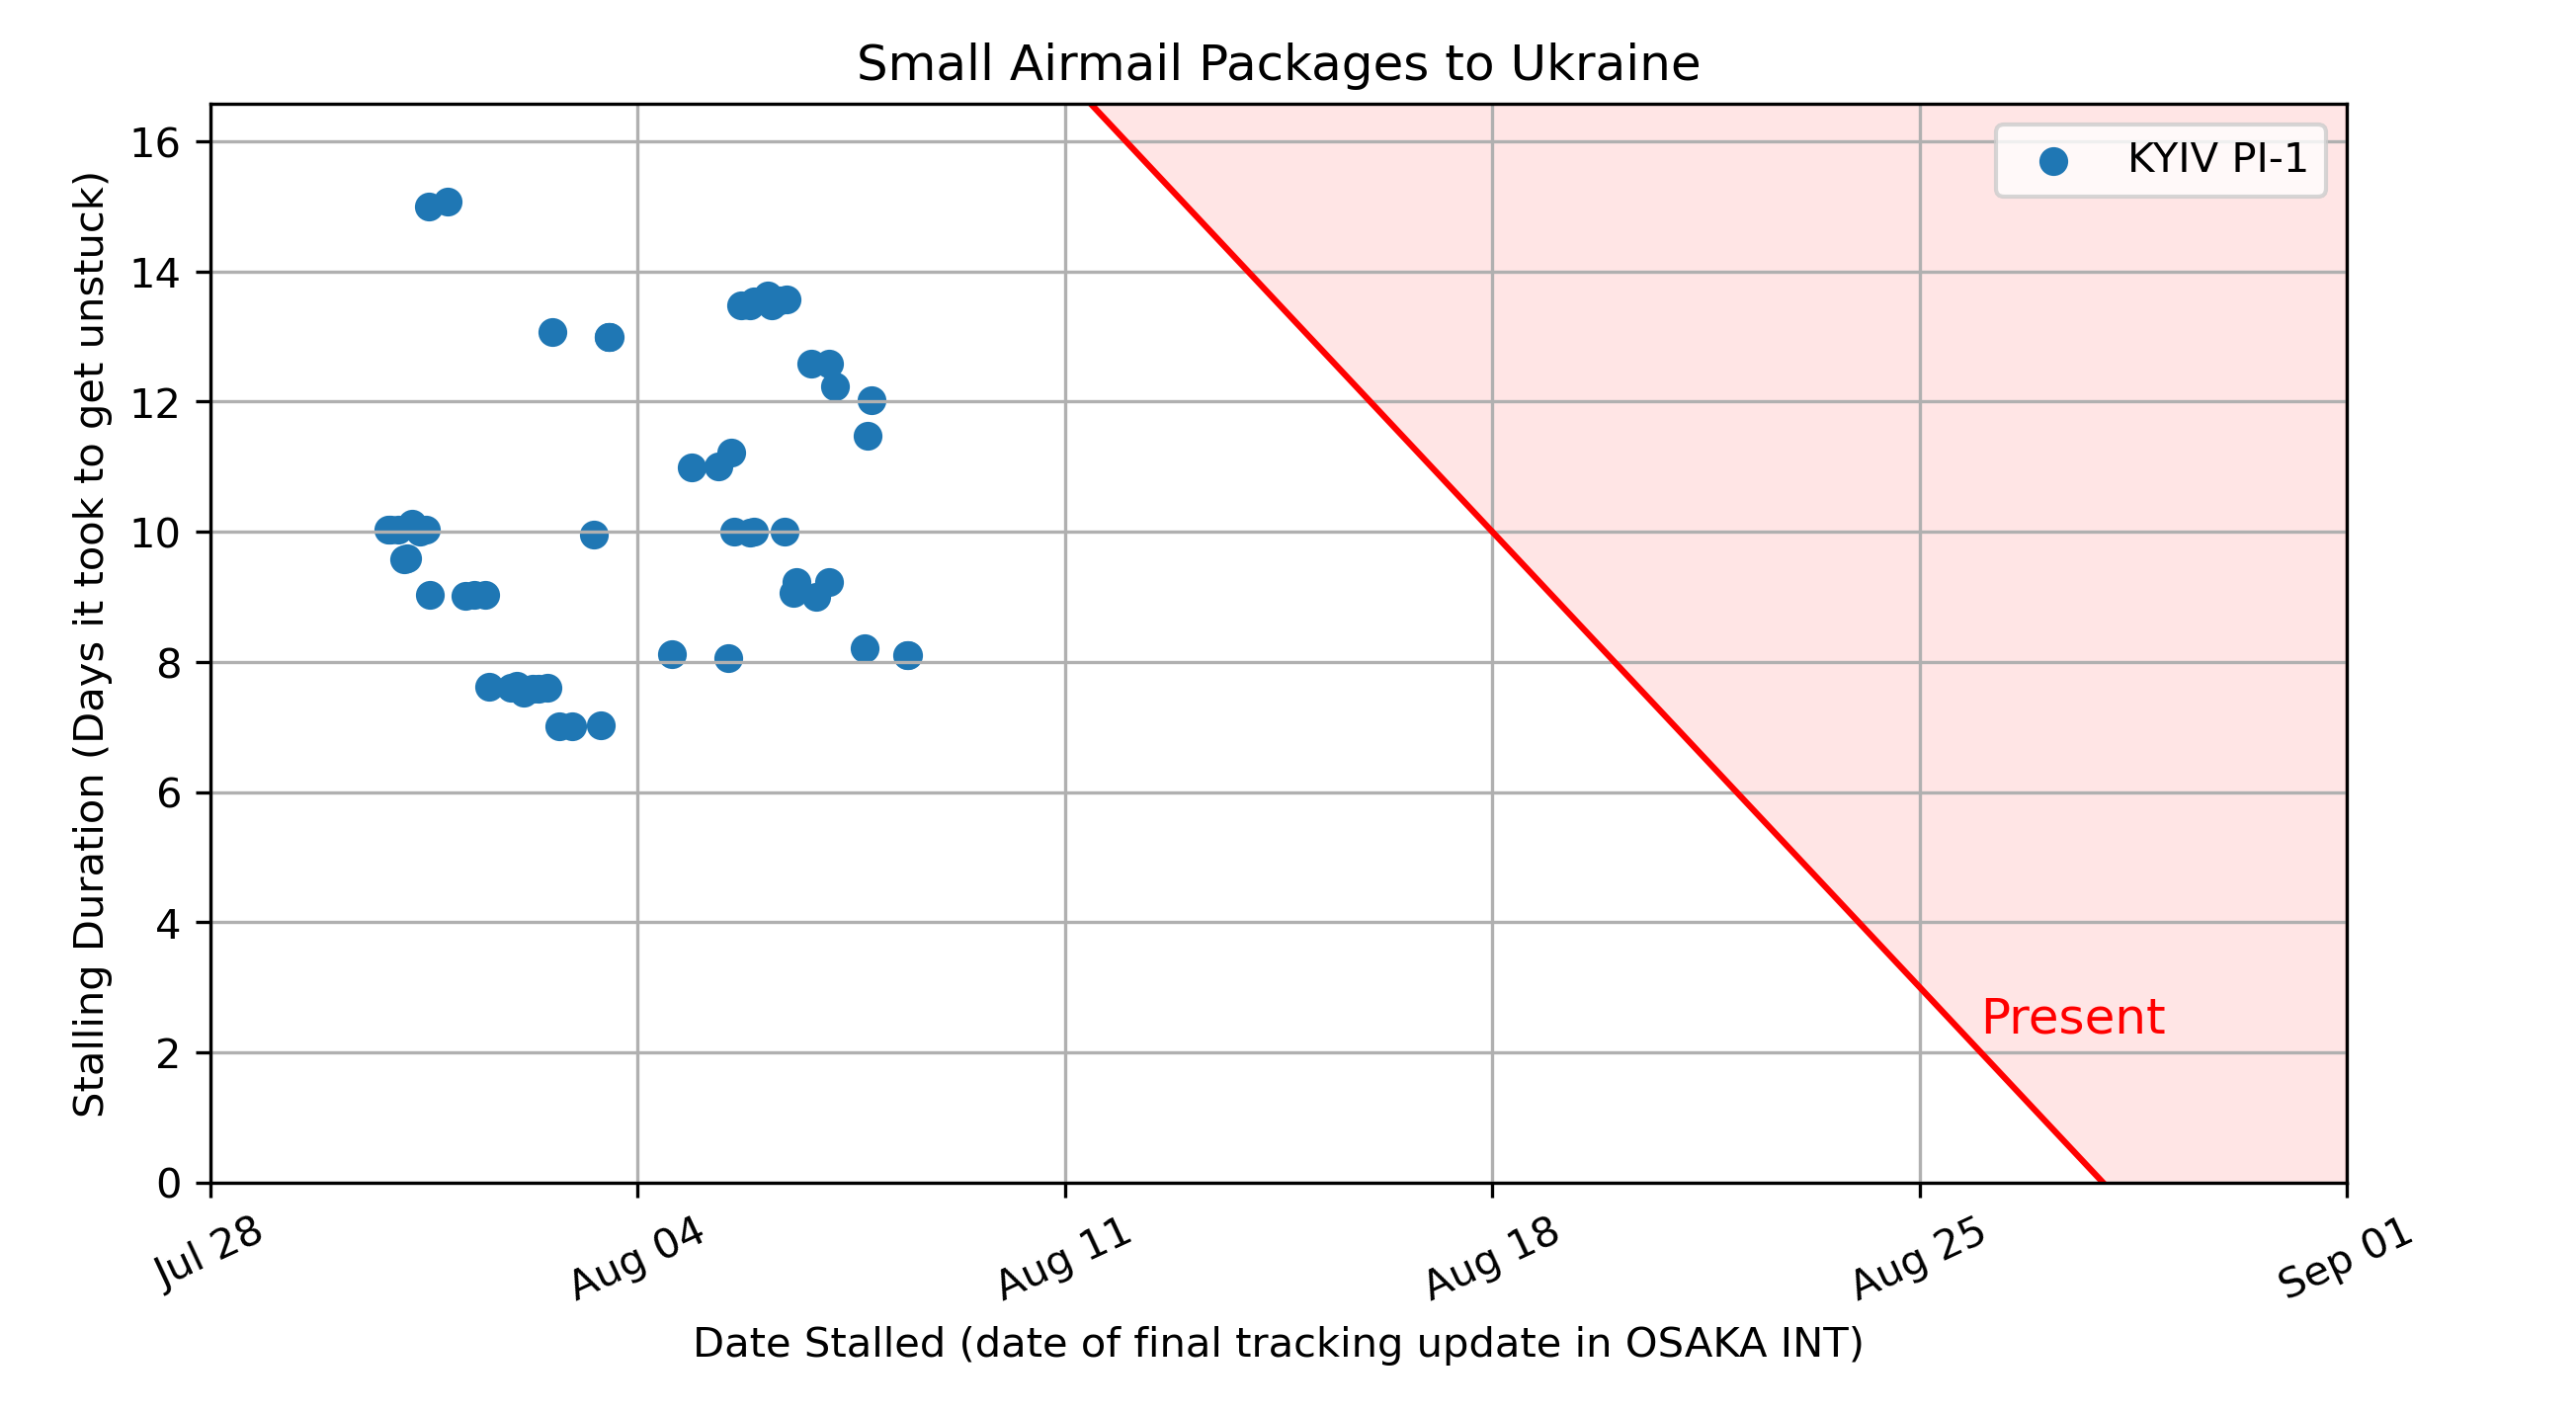 Small Airmail Packages to Ukraine
KYIV PI-1
Stalling Duration (Days it took to get unstuck)
16
14
12
10
8
6
4
2
0
Present
Jul 28
Aug 04
Aug 11
Aug 18
Aug 25
Sep 01
Date Stalled (date of final tracking update in OSAKA INT)